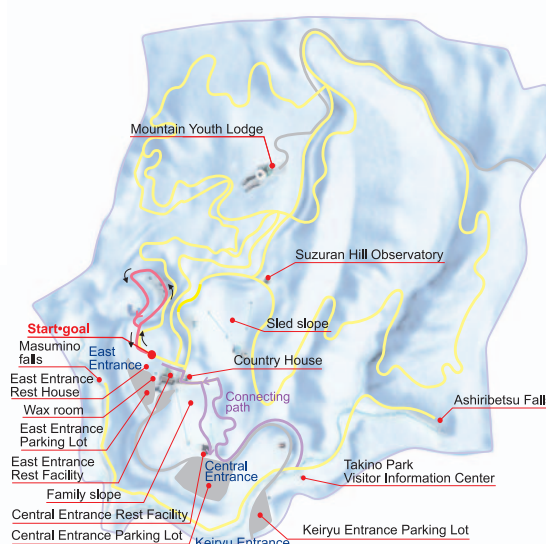 Mountain Youth Lodge
Suzuran Hill Observatory
Sled slope
Start•goal
Masumino
falls
East
Entrance
East Entrance
Rest House
Country House
Wax room
Connecting
path
Ashiribetsu Fall
East Entrance
Parking Lot
East Entrance
Rest Facility
Family slope
Central
Entrance
Takino Park
Visitor Information Center
Central Entrance Rest Facility
Central Entrance Parking Lot
Keiryu Entrance Parking Lot
Keiryu Entrance